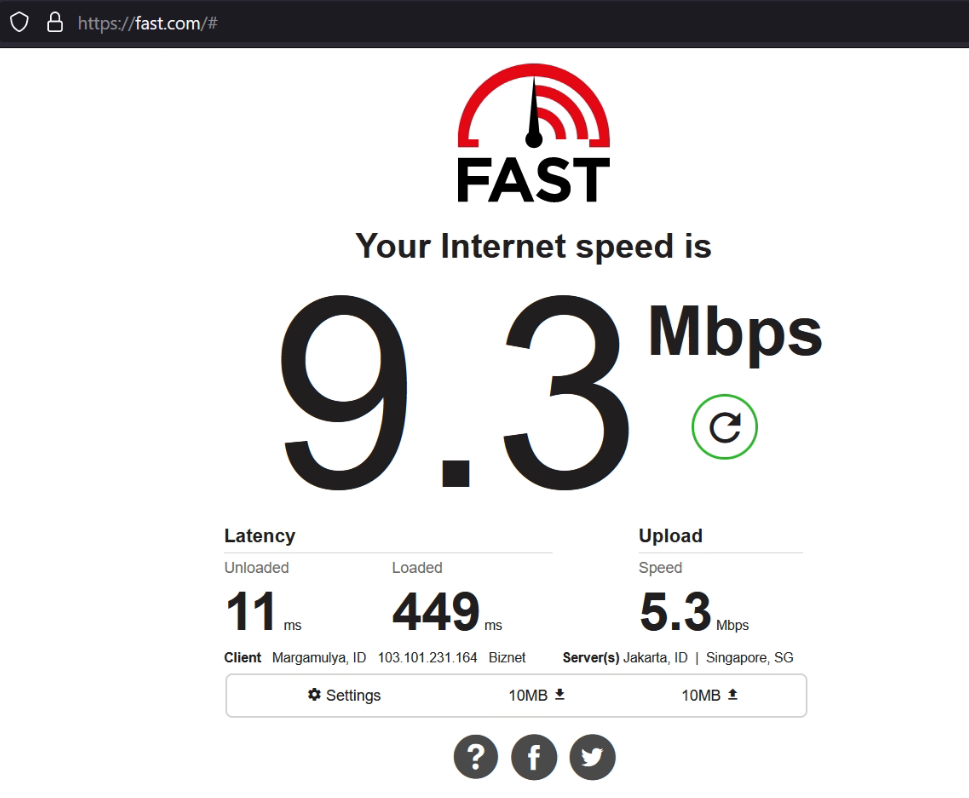 https://fast.com/#
FAST
Your Internet speed is
9.3 Mbps
Latency
Upload
Unloaded
Loaded
Speed
11 ms
449 ms
5.3 Mbps
Client Margamulya, ID 103.101.231.164 Biznet Server(s) Jakarta, ID | Singapore, SG
Settings 10MB 10MB
?